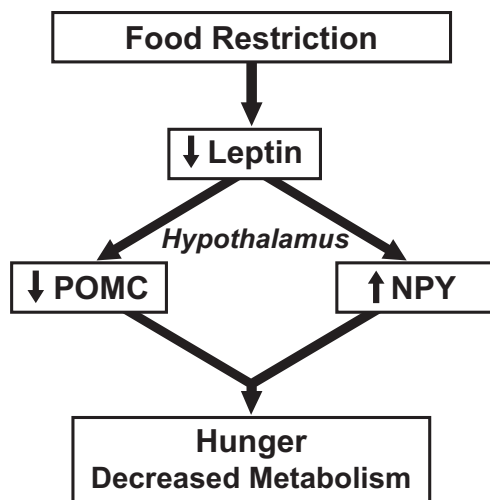 Food Restriction
↓ Leptin
Hypothalamus
↓ POMC
↑ NPY
Hunger
Decreased Metabolism